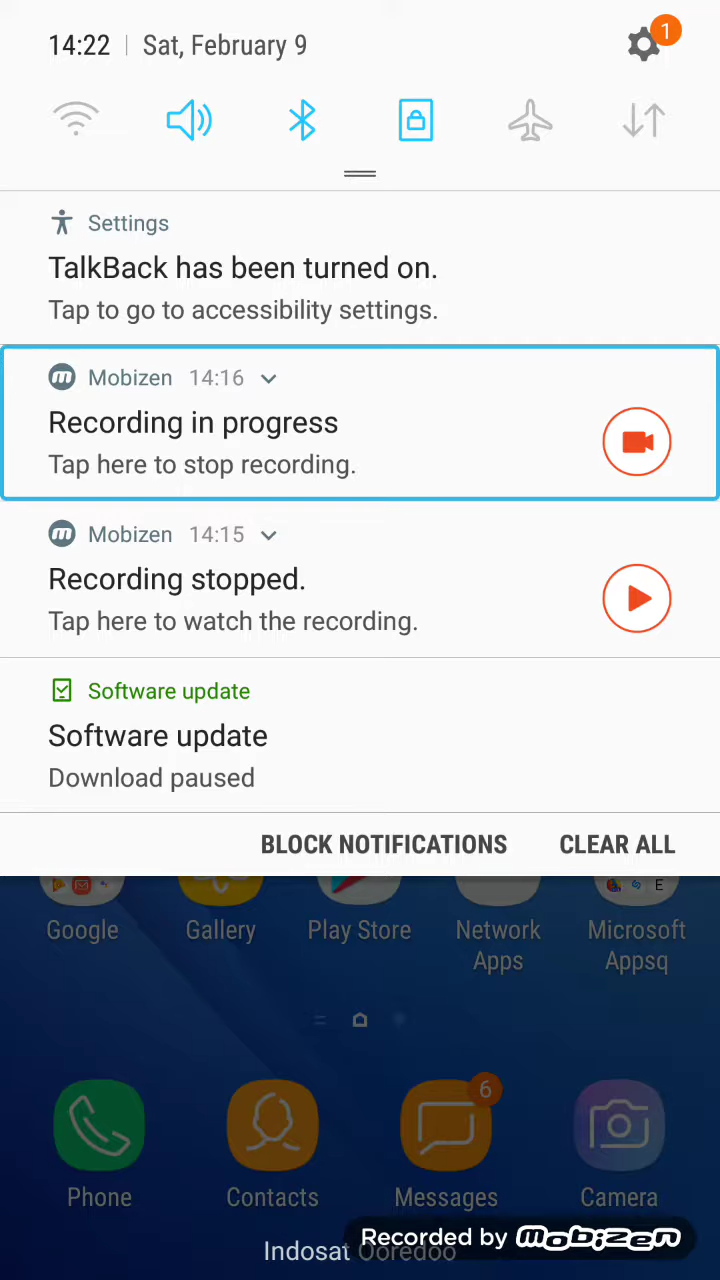 14:22 | Sat, February 9
1
Settings
TalkBack has been turned on.
Tap to go to accessibility settings.
m Mobizen 14:16
Recording in progress
Tap here to stop recording.
m Mobizen 14:15
Recording stopped.
Tap here to watch the recording.
Software update
Software update
Download paused
BLOCK NOTIFICATIONS CLEAR ALL
E
Google Gallery Play Store Network Apps Microsoft Appsq
6
Phone Contacts Messages Camera
Indosat Ooredoo
Recorded by mobizen